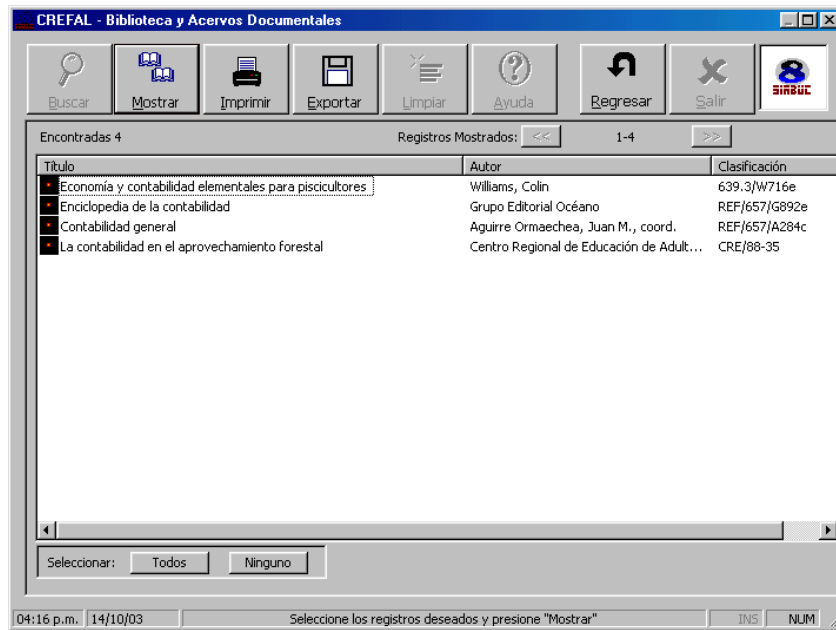 CREFAL - Biblioteca y Acervos Documentales
Buscar Mostrar Imprimir Exportar Limpiar Ayuda Regresar Salir 8 SIABUC
Encontradas 4 Registros Mostrados: << 1-4 >>
Título Autor Clasificación
Economía y contabilidad elementales para piscicultores Williams, Colin 639.3/W716e
Enciclopedia de la contabilidad Grupo Editorial Océano REF/657/G892e
Contabilidad general Aguirre Ormaechea, Juan M., coord. REF/657/A284c
La contabilidad en el aprovechamiento forestal Centro Regional de Educación de Adult... CRE/88-35
Seleccionar: Todos Ninguno
04:16 p.m. 14/10/03 Seleccione los registros deseados y presione "Mostrar" INS NUM